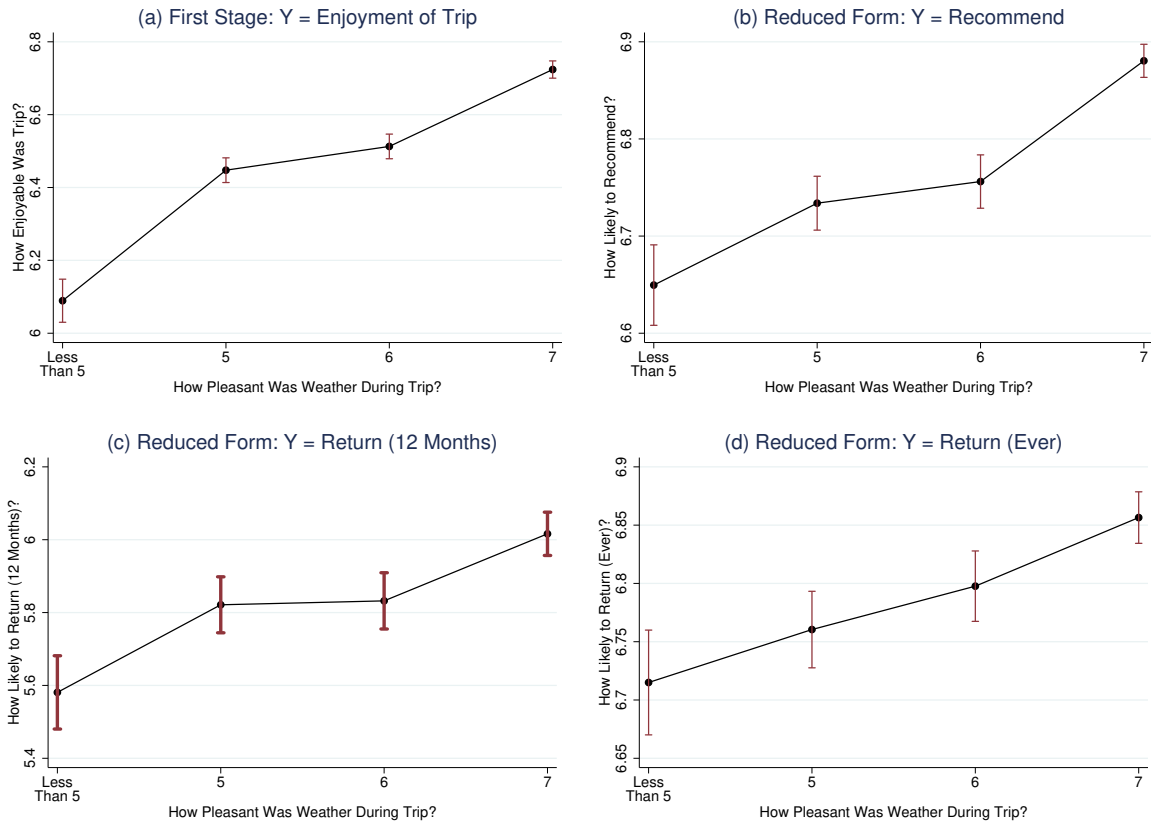 (a) First Stage: Y = Enjoyment of Trip
How Enjoyable Was Trip?
6.8
6.6
6.4
6.2
6
Less
Than 5
5
6
7
How Pleasant Was Weather During Trip?
(b) Reduced Form: Y = Recommend
How Likely to Recommend?
6.9
6.8
6.7
6.6
Less
Than 5
5
6
7
How Pleasant Was Weather During Trip?
(c) Reduced Form: Y = Return (12 Months)
How Likely to Return (12 Months)?
6.2
6
5.8
5.6
5.4
Less
Than 5
5
6
7
How Pleasant Was Weather During Trip?
(d) Reduced Form: Y = Return (Ever)
How Likely to Return (Ever)?
6.9
6.85
6.8
6.75
6.7
6.65
Less
Than 5
5
6
7
How Pleasant Was Weather During Trip?